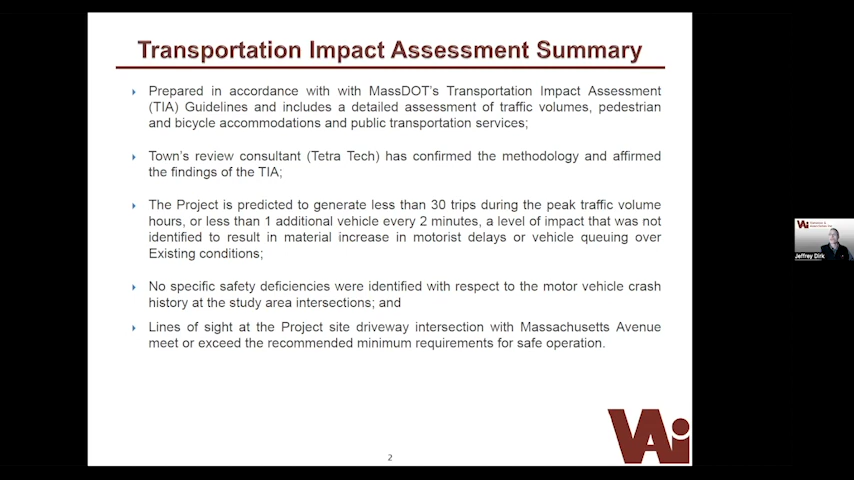 Transportation Impact Assessment Summary
Prepared in accordance with with MassDOT's Transportation Impact Assessment
(TIA) Guidelines and includes a detailed assessment of traffic volumes, pedestrian
and bicycle accommodations and public transportation services;
Town's review consultant (Tetra Tech) has confirmed the methodology and affirmed
the findings of the TIA;
The Project is predicted to generate less than 30 trips during the peak traffic volume
hours, or less than 1 additional vehicle every 2 minutes, a level of impact that was not
identified to result in material increase in motorist delays or vehicle queuing over
Existing conditions;
No specific safety deficiencies were identified with respect to the motor vehicle crash
history at the study area intersections; and
Lines of sight at the Project site driveway intersection with Massachusetts Avenue
meet or exceed the recommended minimum requirements for safe operation.
VAi
2
VAi
Jeffrey Dirk